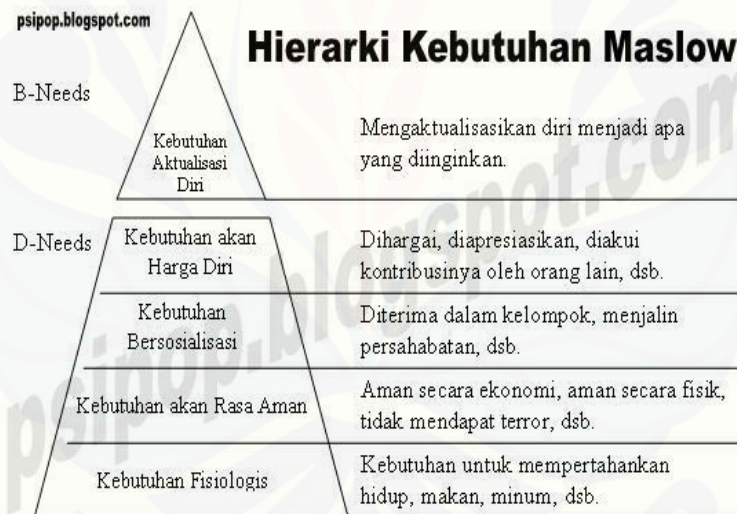 psipop.blogspot.com
Hierarki Kebutuhan Maslow
B-Needs
Kebutuhan
Aktualisasi
Diri
Mengaktualisasikan diri menjadi apa
yang diinginkan.
D-Needs
Kebutuhan akan
Harga Diri
Dihargai, diapresiasikan, diakui
kontribusinya oleh orang lain, dsb.
Kebutuhan
Bersosialisasi
Diterima dalam kelompok, menjalin
persahabatan, dsb.
Kebutuhan akan Rasa Aman
Aman secara ekonomi, aman secara fisik,
tidak mendapat terror, dsb.
Kebutuhan Fisiologis
Kebutuhan untuk mempertahankan
hidup, makan, minum, dsb.
psipop.blogspot.com